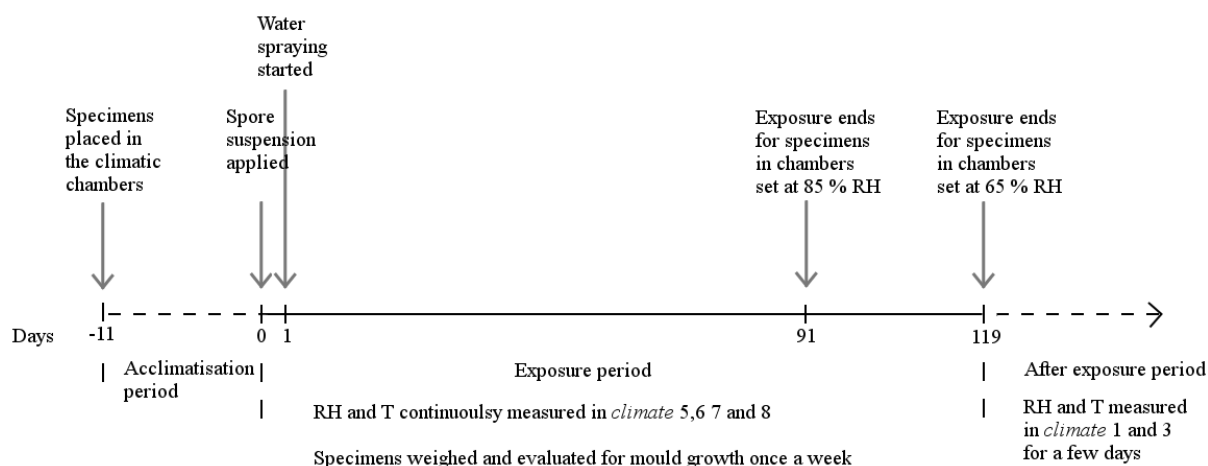 Water
spraying
started
Specimens
placed in
the climatic
chambers
Spore
suspension
applied
Exposure ends
for specimens
in chambers
set at 85 % RH
Exposure ends
for specimens
in chambers
set at 65 % RH
Days
-11
0
1
91
119
Acclimatisation
period
Exposure period
After exposure period
RH and T continuoulsy measured in climate 5,6 7 and 8
RH and T measured
in climate 1 and 3
for a few days
Specimens weighed and evaluated for mould growth once a week